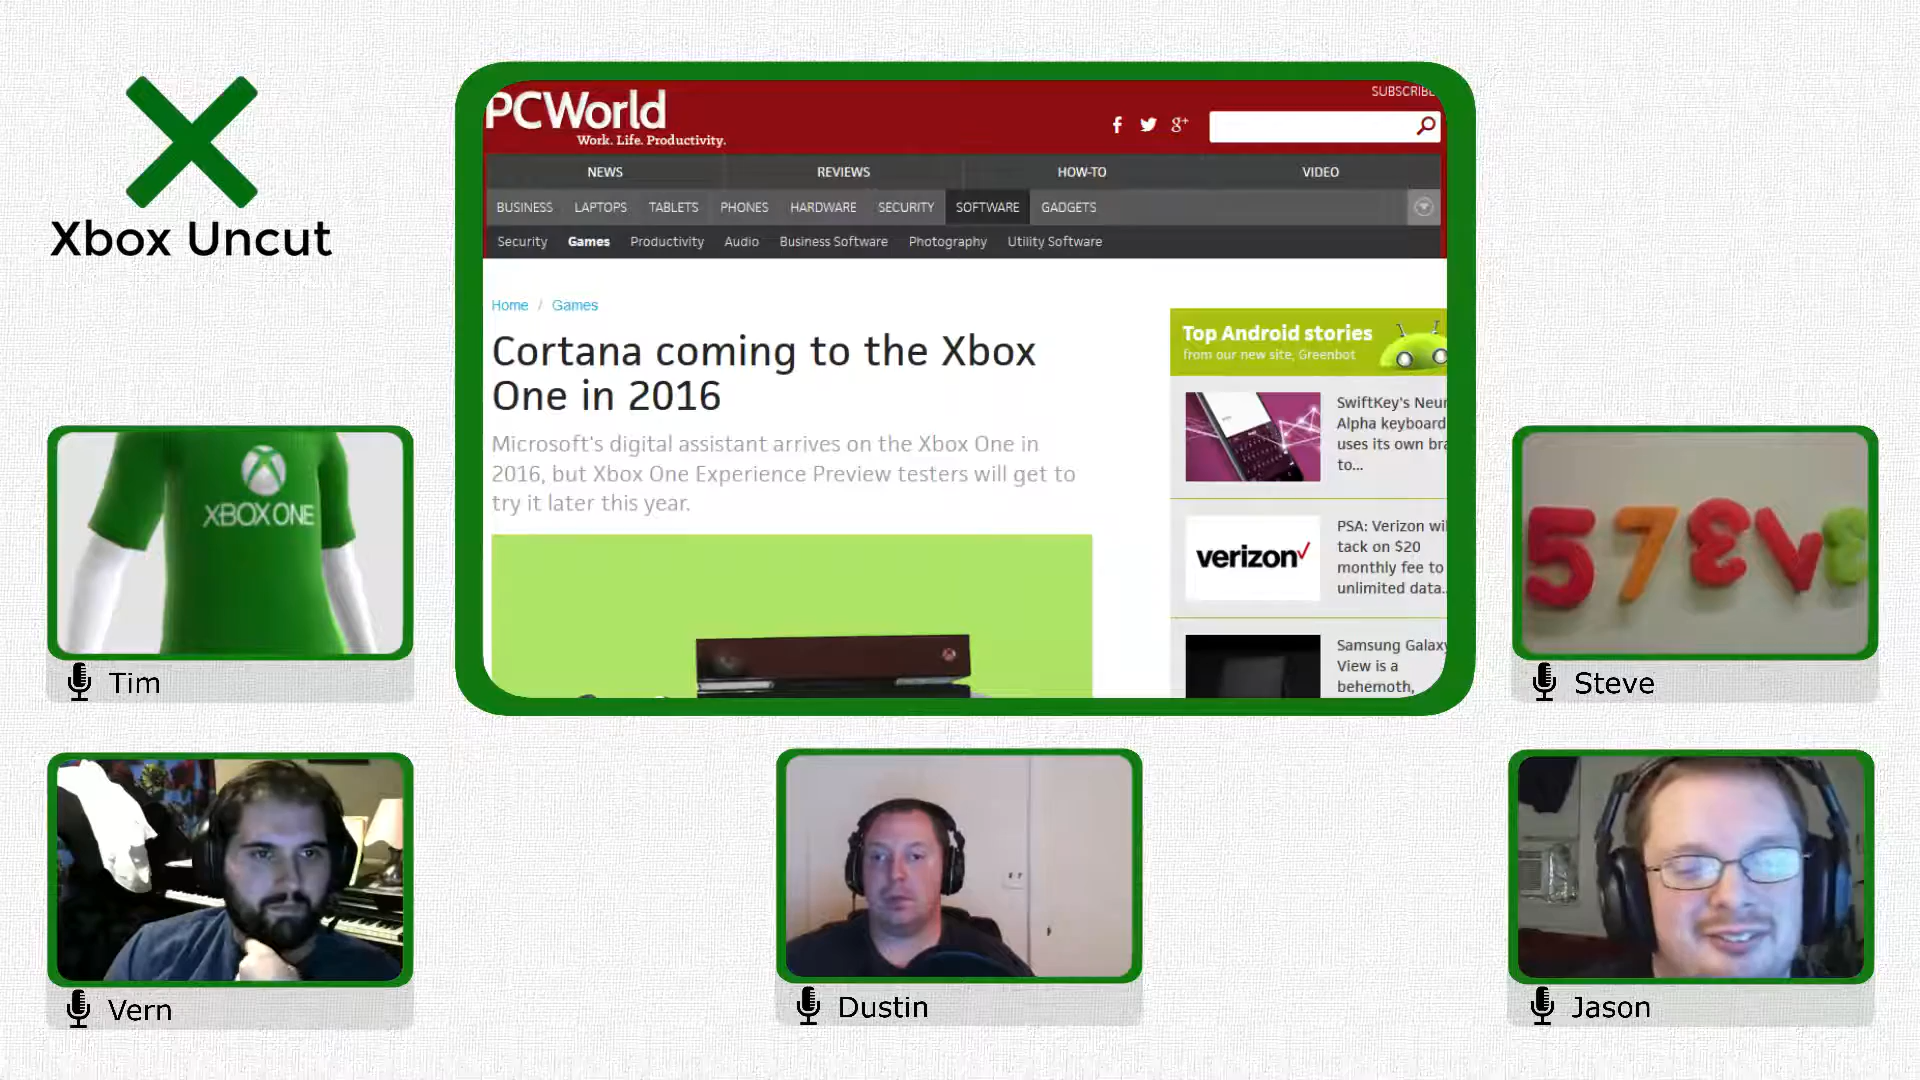 Xbox Uncut
PCWorld
Work. Life. Productivity.
SUBSCRIBE
NEWS REVIEWS HOW-TO VIDEO
BUSINESS LAPTOPS TABLETS PHONES HARDWARE SECURITY SOFTWARE GADGETS
Security Games Productivity Audio Business Software Photography Utility Software
Home / Games
Cortana coming to the Xbox
One in 2016
Microsoft's digital assistant arrives on the Xbox One in
2016, but Xbox One Experience Preview testers will get to
try it later this year.
Top Android stories
from our new site, Greenbot
SwiftKey's Neur
Alpha keyboard
uses its own bra
to...
verizon
PSA: Verizon wil
tack on $20
monthly fee to
unlimited data..
Samsung Galaxy
View is a
behemoth,
XBOX ONE
Tim
573V3
Steve
Vern
Dustin
Jason